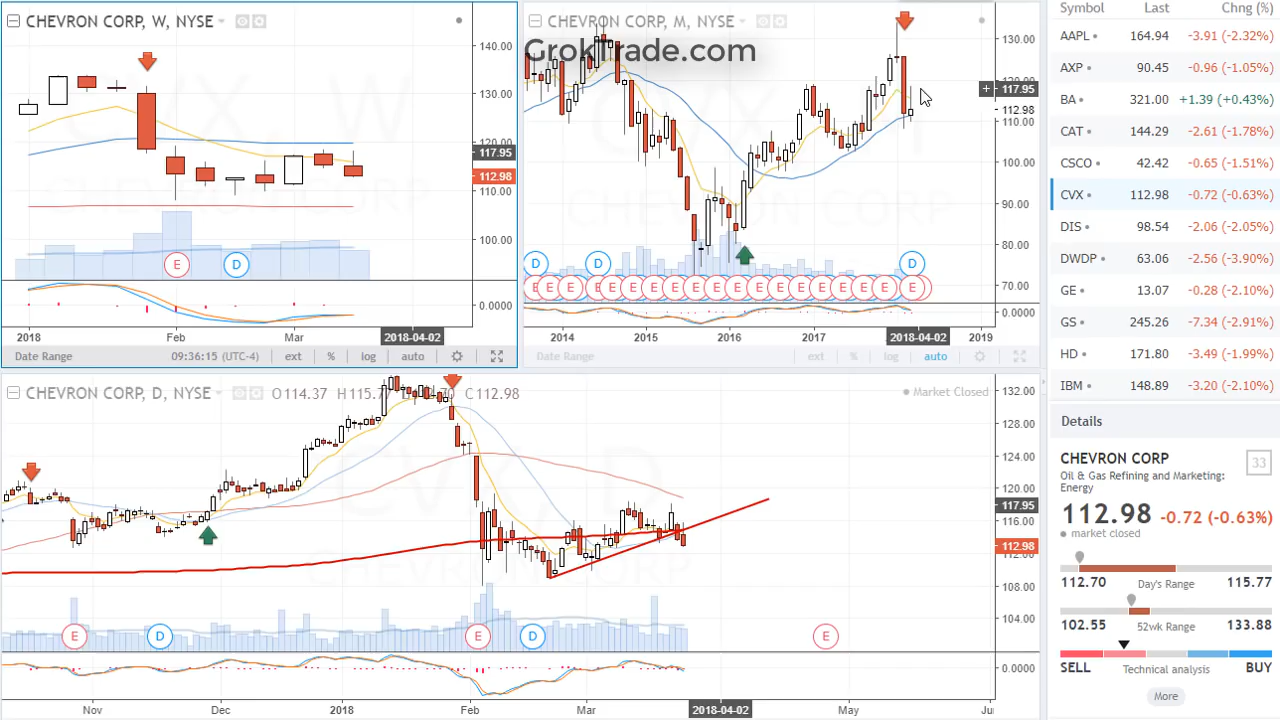 CHEVRON CORP, W, NYSE
140.00
120.00
117.95
112.98
110.00
100.00
E
D
0.0000
2018
Feb
Mar
2018-04-02
Date Range
09:36:15 (UTC-4)
ext
%
log
auto
CHEVRON CORP, M, NYSE
GrokTrade.com
130.00
120.00
117.95
112.98
110.00
100.00
90.00
80.00
70.00
D
D
D
E E E E E E E E E E E E E E E E E E
0.0000
2014
2015
2016
2017
2018-04-02
2019
Date Range
ext
%
log
auto
CHEVRON CORP, D, NYSE
O114.37 H115.77 L112.70 C112.98
Market Closed
132.00
128.00
124.00
120.00
117.95
116.00
112.98
112.00
108.00
104.00
E
D
E
D
E
0.0000
Nov
Dec
2018
Feb
Mar
2018-04-02
May
Symbol Last Chng (%)
AAPL 164.94 -3.91 (-2.32%)
AXP 90.45 -0.96 (-1.05%)
BA 321.00 +1.39 (+0.43%)
CAT 144.29 -2.61 (-1.78%)
CSCO 42.42 -0.65 (-1.51%)
CVX 112.98 -0.72 (-0.63%)
DIS 98.54 -2.06 (-2.05%)
DWDP 63.06 -2.56 (-3.90%)
GE 13.07 -0.28 (-2.10%)
GS 245.26 -7.34 (-2.91%)
HD 171.80 -3.49 (-1.99%)
IBM 148.89 -3.20 (-2.10%)
Details
CHEVRON CORP
33
Oil & Gas Refining and Marketing:
Energy
112.98 -0.72 (-0.63%)
market closed
112.70 Day's Range 115.77
102.55 52wk Range 133.88
SELL Technical analysis BUY
More